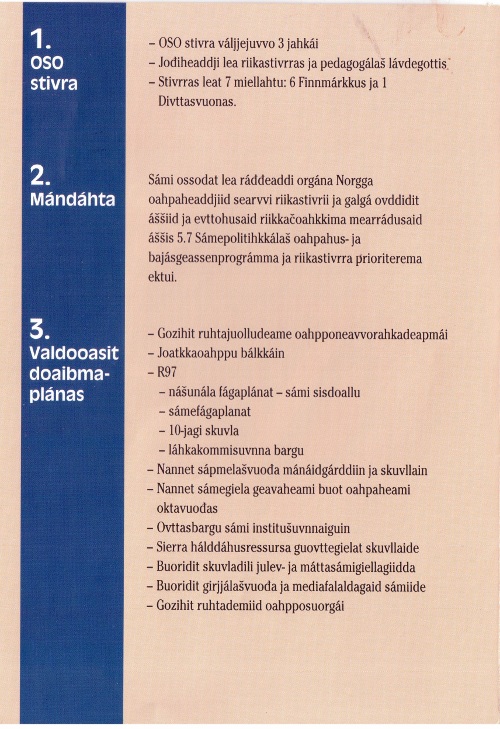 1.
OSO
stivra
– OSO stivra váljjejuvvo 3 jahkái
– Jođiheaddji lea riikastivrras ja pedagogálaš lávdegottis.
– Stivrras leat 7 miellahtu: 6 Finnmárkkus ja 1
Divttasvuonas.
2.
Mándáhta
Sámi ossodat lea ráđđeaddi orgána Norgga
oahpaheaddjiid searvvi riikastivrii ja galgá ovddidit
áššiid ja evttohusaid riikkačoahkkima mearrádusaid
áššis 5.7 Sámepolitihkkálaš oahpahus- ja
bajásgeassenprográmma ja riikastivrra prioriterema
ektui.
3.
Valdooasit
doaibma-
plánas
– Gozihit ruhtajuolludeame oahpponeavvorahkadeapmái
– Joatkkaoahppu bálkkáin
– R97
– nášunála fágaplánat – sámi sisdoallu
– sámefágaplanat
– 10-jagi skuvla
– láhkakommisuvnna bargu
– Nannet sápmelašvuođa mánáidgárddiin ja skuvllain
– Nannet sámegiela geavaheami buot oahpaheami
oktavuođas
– Ovttasbargu sámi institušuvnnaiguin
– Sierra hálddáhusressursa guovttegielat skuvllaide
– Buoridit skuvladili julev- ja máttasámigiellagiidda
– Buoridit girjjálašvuođa ja mediafalaldagaid sámiide
– Gozihit ruhtademiid oahpposuorgái